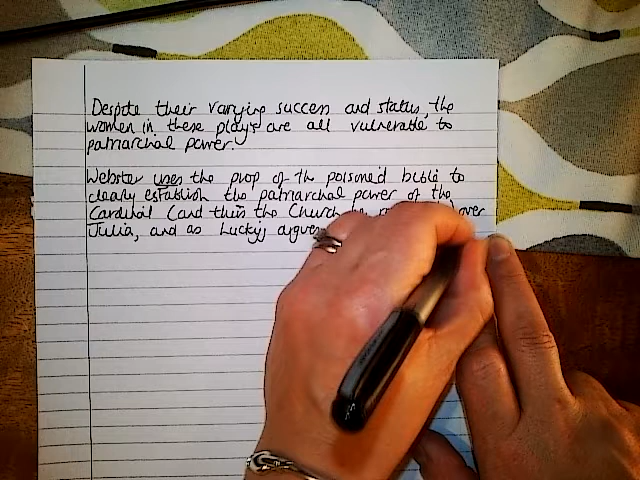 Despite their varying success and status, the
women in these plays are all vulnerable to
patriarchal power.
Webster uses the prop of the poisoned bible to
clearly establish the patriarchal power of the
Cardinal (and thus the Church over
Julia, and as Lucky, argues